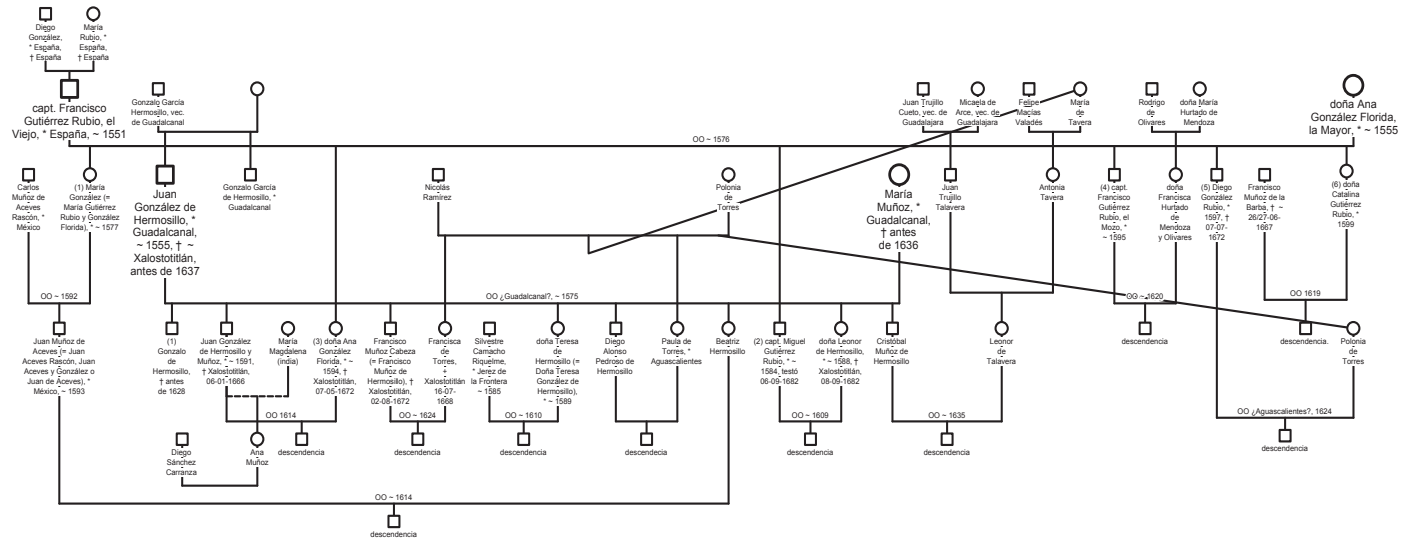 Diego
González,
* España,
† España
María
Rubio, *
España,
† España
capt. Francisco
Gutiérrez Rubio, el
Viejo, * España, ~ 1551
Gonzalo García
Hermosillo, vec.
de Guadalcanal
Juan Trujillo
Cueto, vec. de
Guadalajara
Micaela de
Arce, vec. de
Guadalajara
Felipe
Macías
Valadés
María
de
Tavera
Rodrigo
de
Olivares
doña María
Hurtado de
Mendoza
doña Ana
González Florida,
la Mayor, * ~ 1555
OO ~ 1576
Carlos
Muñoz de
Aceves
Rascón, *
México
(1) María
González (=
María Gutiérrez
Rubio y González
Florida), * ~ 1577
Juan
González de
Hermosillo, *
Guadalcanal,
~ 1555, † ~
Xalostotitlán,
antes de 1637
Gonzalo García
de Hermosillo, *
Guadalcanal
Nicolás
Ramírez
Polonia
de
Torres
María
Muñoz, *
Guadalcanal,
† antes
de 1636
Juan
Trujillo
Talavera
Antonia
Tavera
(4) capt.
Francisco
Gutiérrez
Rubio, el
Mozo, *
~ 1595
doña
Francisca
Hurtado
de
Mendoza
y Olivares
(5) Diego
González
Rubio, *
1597, †
07-07-
1672
Francisco
Muñoz de la
Barba, † ~
26/27-06-
1667
(6) doña
Catalina
Gutiérrez
Rubio, *
1599
OO ~ 1592
OO ¿Guadalcanal?, ~ 1575
OO ~ 1620
OO 1619
Juan Muñoz de
Aceves (= Juan
Aceves Rascón, Juan
Aceves y González o
Juan de Aceves), *
México, ~ 1593
(1)
Gonzalo
de
Hermosillo,
† antes
de 1628
Juan González
de Hermosillo y
Muñoz, * ~ 1591,
† Xalostotitlán,
06-01-1666
María
Magdalena
(india)
(3) doña Ana
González
Florida, * ~
1594, †
Xalostotitlán,
07-05-1672
Francisco
Muñoz Cabeza
(= Francisco
Muñoz de
Hermosillo), †
Xalostotitlán,
02-08-1672
Francisca
de
Torres,
+
Xalostotitlán
16-07-
1668
Silvestre
Camacho
Riquelme,
* Jerez de
la Frontera
~ 1585
doña Teresa
de
Hermosillo (=
Doña Teresa
González de
Hermosillo),
* ~ 1589
Diego
Alonso
Pedroso de
Hermosillo
Paula de
Torres, *
Aguascalientes
Beatriz
Hermosillo
(2) capt. Miguel
Gutiérrez
Rubio, * ~
1584, testó
06-09-1682
doña Leonor
de Hermosillo,
* ~ 1588, †
Xalostotitlán,
08-09-1682
Cristóbal
Muñoz de
Hermosillo
Leonor
de
Talavera
descendencia
descendencia.
Polonia
de
Torres
OO 1614
OO ~ 1624
OO ~ 1610
OO ~ 1609
OO ~ 1635
OO ¿Aguascalientes?, 1624
Diego
Sánchez
Carranza
Ana
Muñoz
descendencia
descendencia
descendencia
descendecia
descendencia
descendecia
descendencia
OO ~ 1614
descendencia